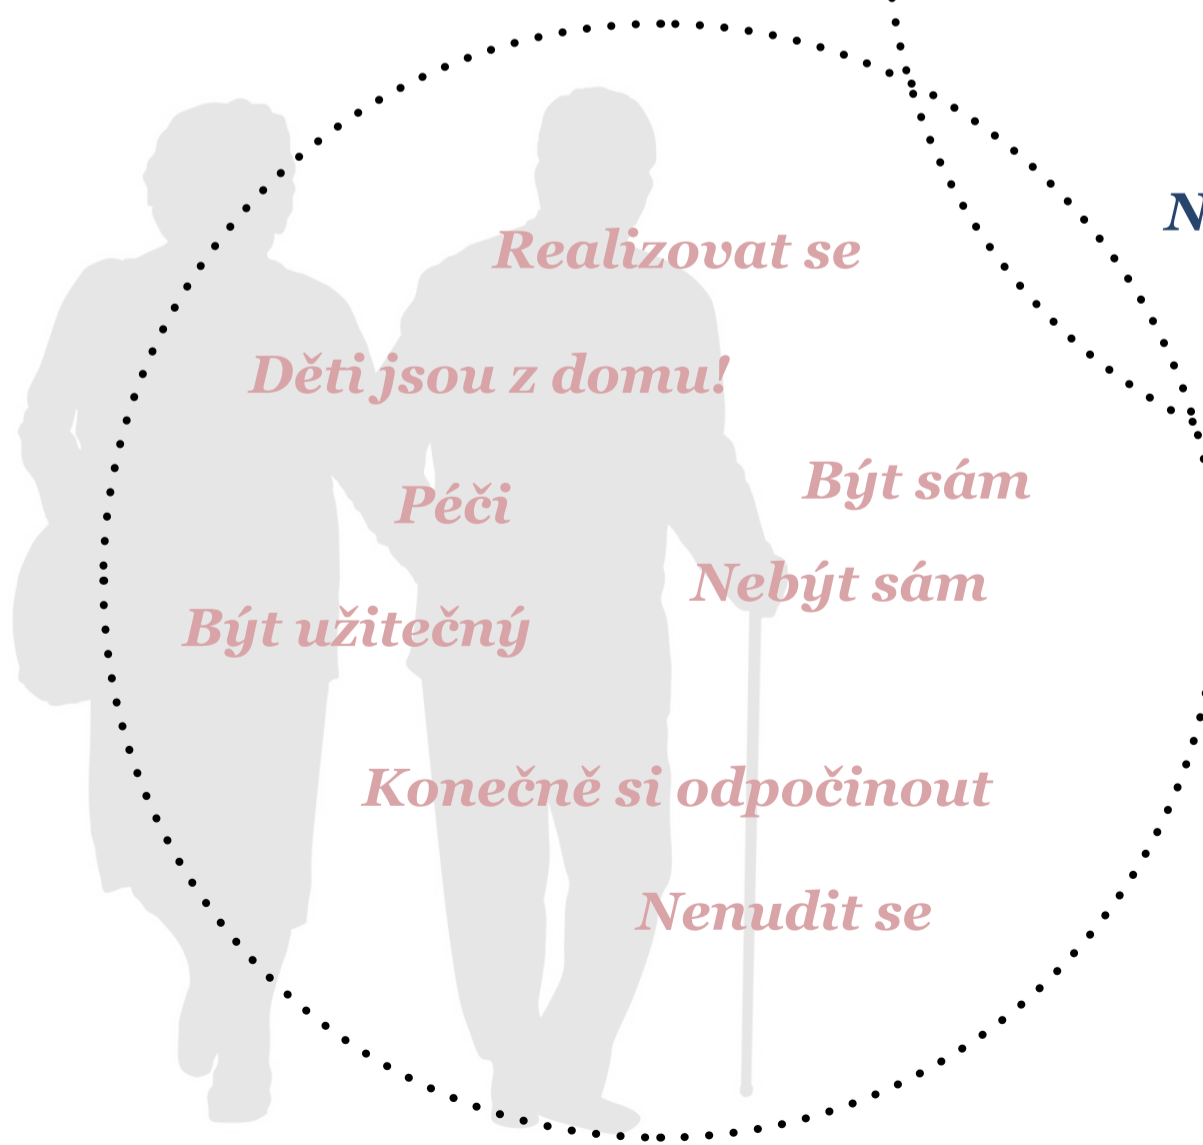 N
Realizovat se
Děti jsou z domu!
Být sám
Péči
Nebýt sám
Být užitečný
Konečně si odpočinout
Nenudit se